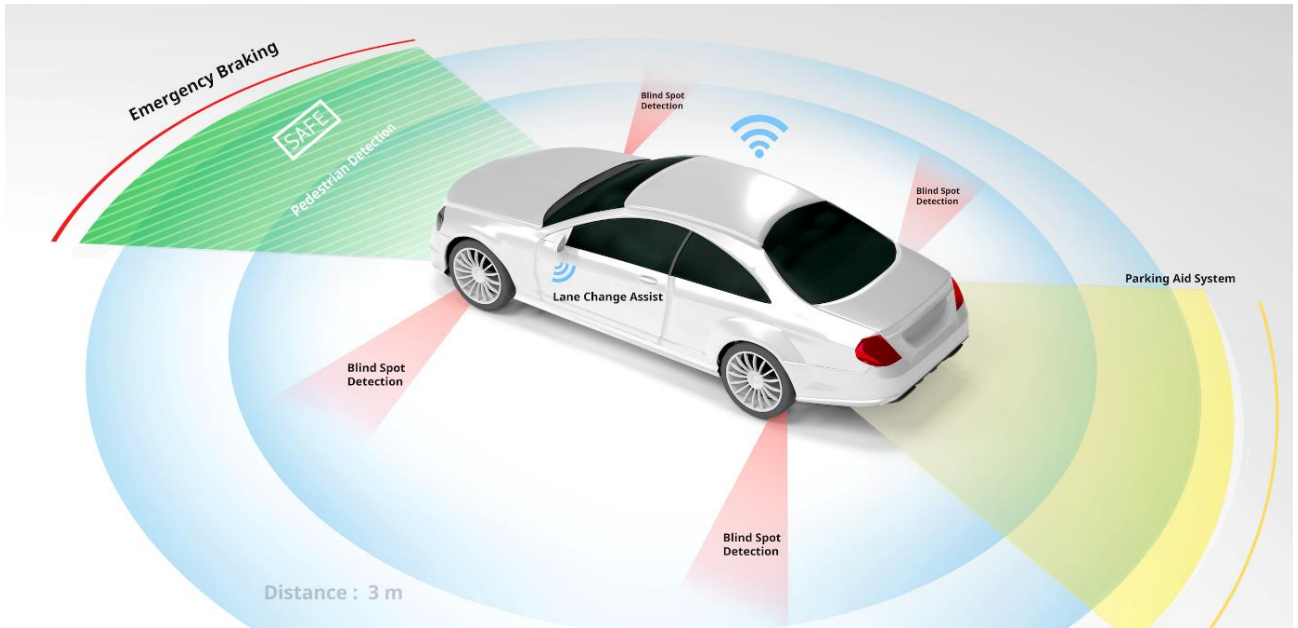 Emergency Braking
SAFE
Pedestrian Detection
Blind Spot
Detection
Blind Spot
Detection
Parking Aid System
Lane Change Assist
Blind Spot
Detection
Blind Spot
Detection
Distance : 3 m